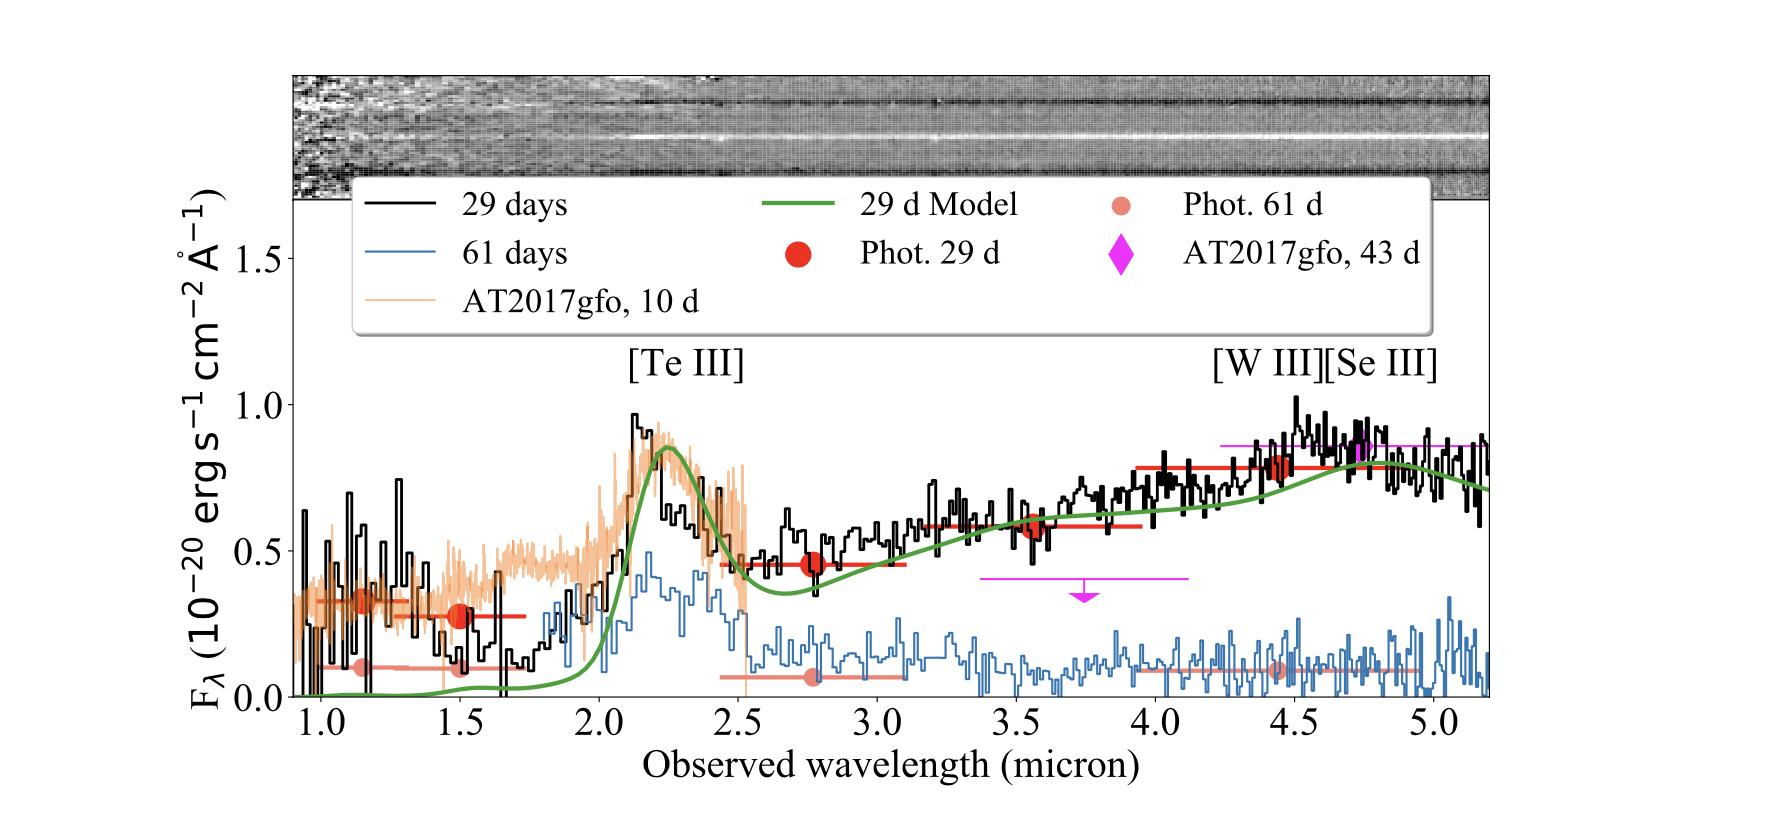 29 days
29 d Model
Phot. 61 d
61 days
Phot. 29 d
AT2017gfo, 43 d
AT2017gfo, 10 d
[Te III]
[W III][Se III]
F_λ (10⁻²⁰ erg s⁻¹ cm⁻² Å⁻¹)
1.5
1.0
0.5
0.0
1.0 1.5 2.0 2.5 3.0 3.5 4.0 4.5 5.0
Observed wavelength (micron)